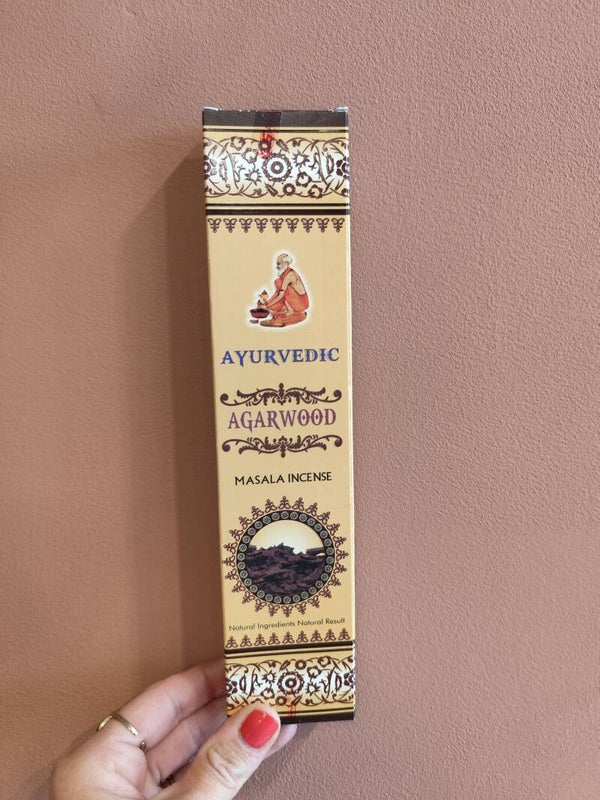 AYURVEDIC
AGARWOOD
MASALA INCENSE
Natural Ingredients Natural Result